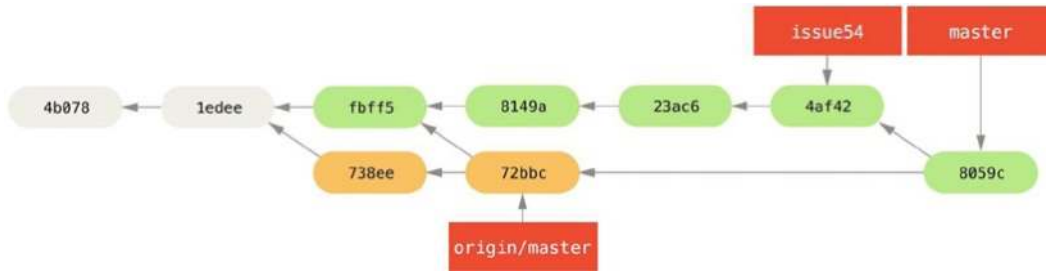 issue54 master
4b078 1edee fbff5 8149a 23ac6 4af42
738ee 72bbc 8059c
origin/master